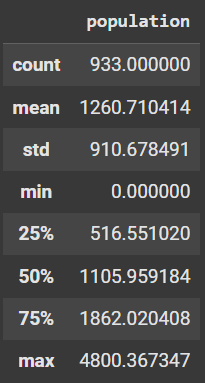 population
count 933.000000
mean 1260.710414
std 910.678491
min 0.000000
25% 516.551020
50% 1105.959184
75% 1862.020408
max 4800.367347